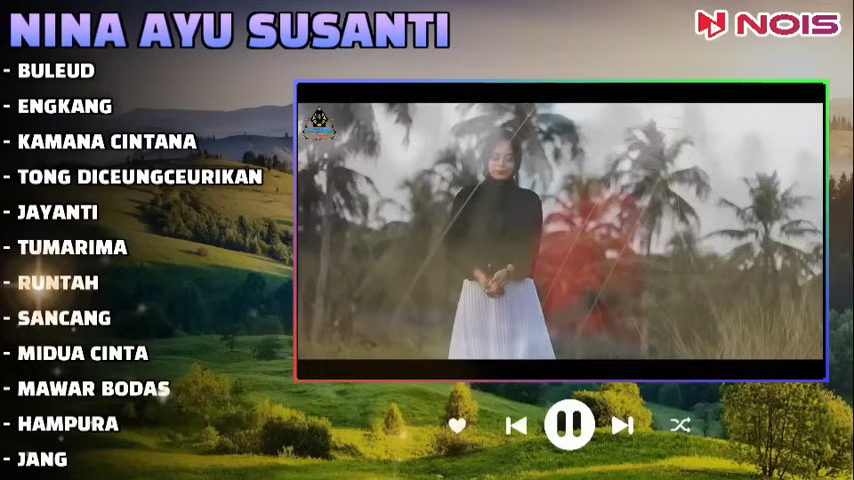 NINA AYU SUSANTI
NOIS
- BULEUD
- ENGKANG
- KAMANA CINTANA
- TONG DICEUNGCEURIKAN
- JAYANTI
- TUMARIMA
- RUNTAH
- SANCANG
- MIDUA CINTA
- MAWAR BODAS
- HAMPURA
- JANG